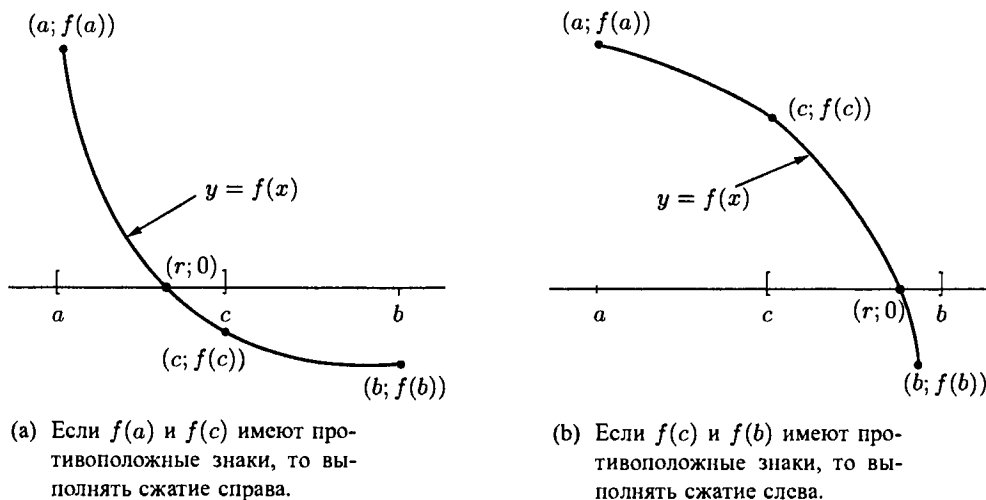 (a; f(a))
y = f(x)
(r; 0)
a
c
b
(c; f(c))
(b; f(b))
(a) Если f(a) и f(c) имеют про-
тивоположные знаки, то вы-
полнять сжатие справа.
(a; f(a))
(c; f(c))
y = f(x)
a
c
(r; 0)
b
(b; f(b))
(b) Если f(c) и f(b) имеют про-
тивоположные знаки, то вы-
полнять сжатие слева.